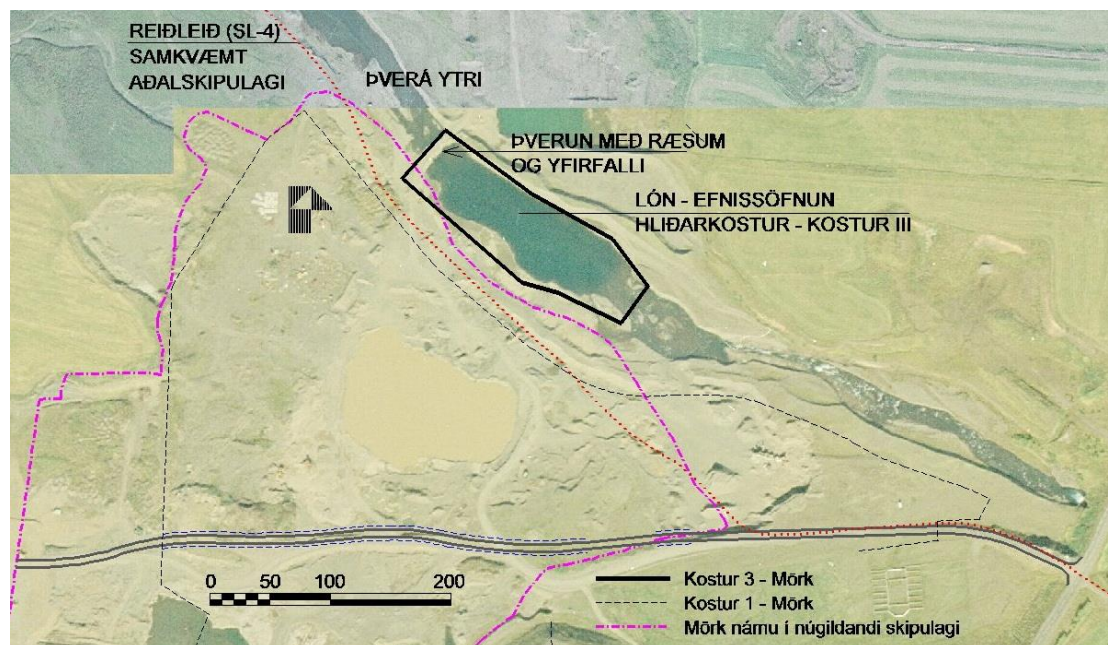 REIÐLEIÐ (SL-4)
SAMKVÆMT
AÐALSKIPULAGI
ÞVERÁ YTRI
ÞVERUN MEÐ RÆSUM
OG YFIRFALLI
LÓN - EFNISSÖFNUN
HLIÐARKOSTUR - KOSTUR III
0 50 100 200
Kostur 3 - Mörk
Kostur 1 - Mörk
Mörk námu í núgildandi skipulagi